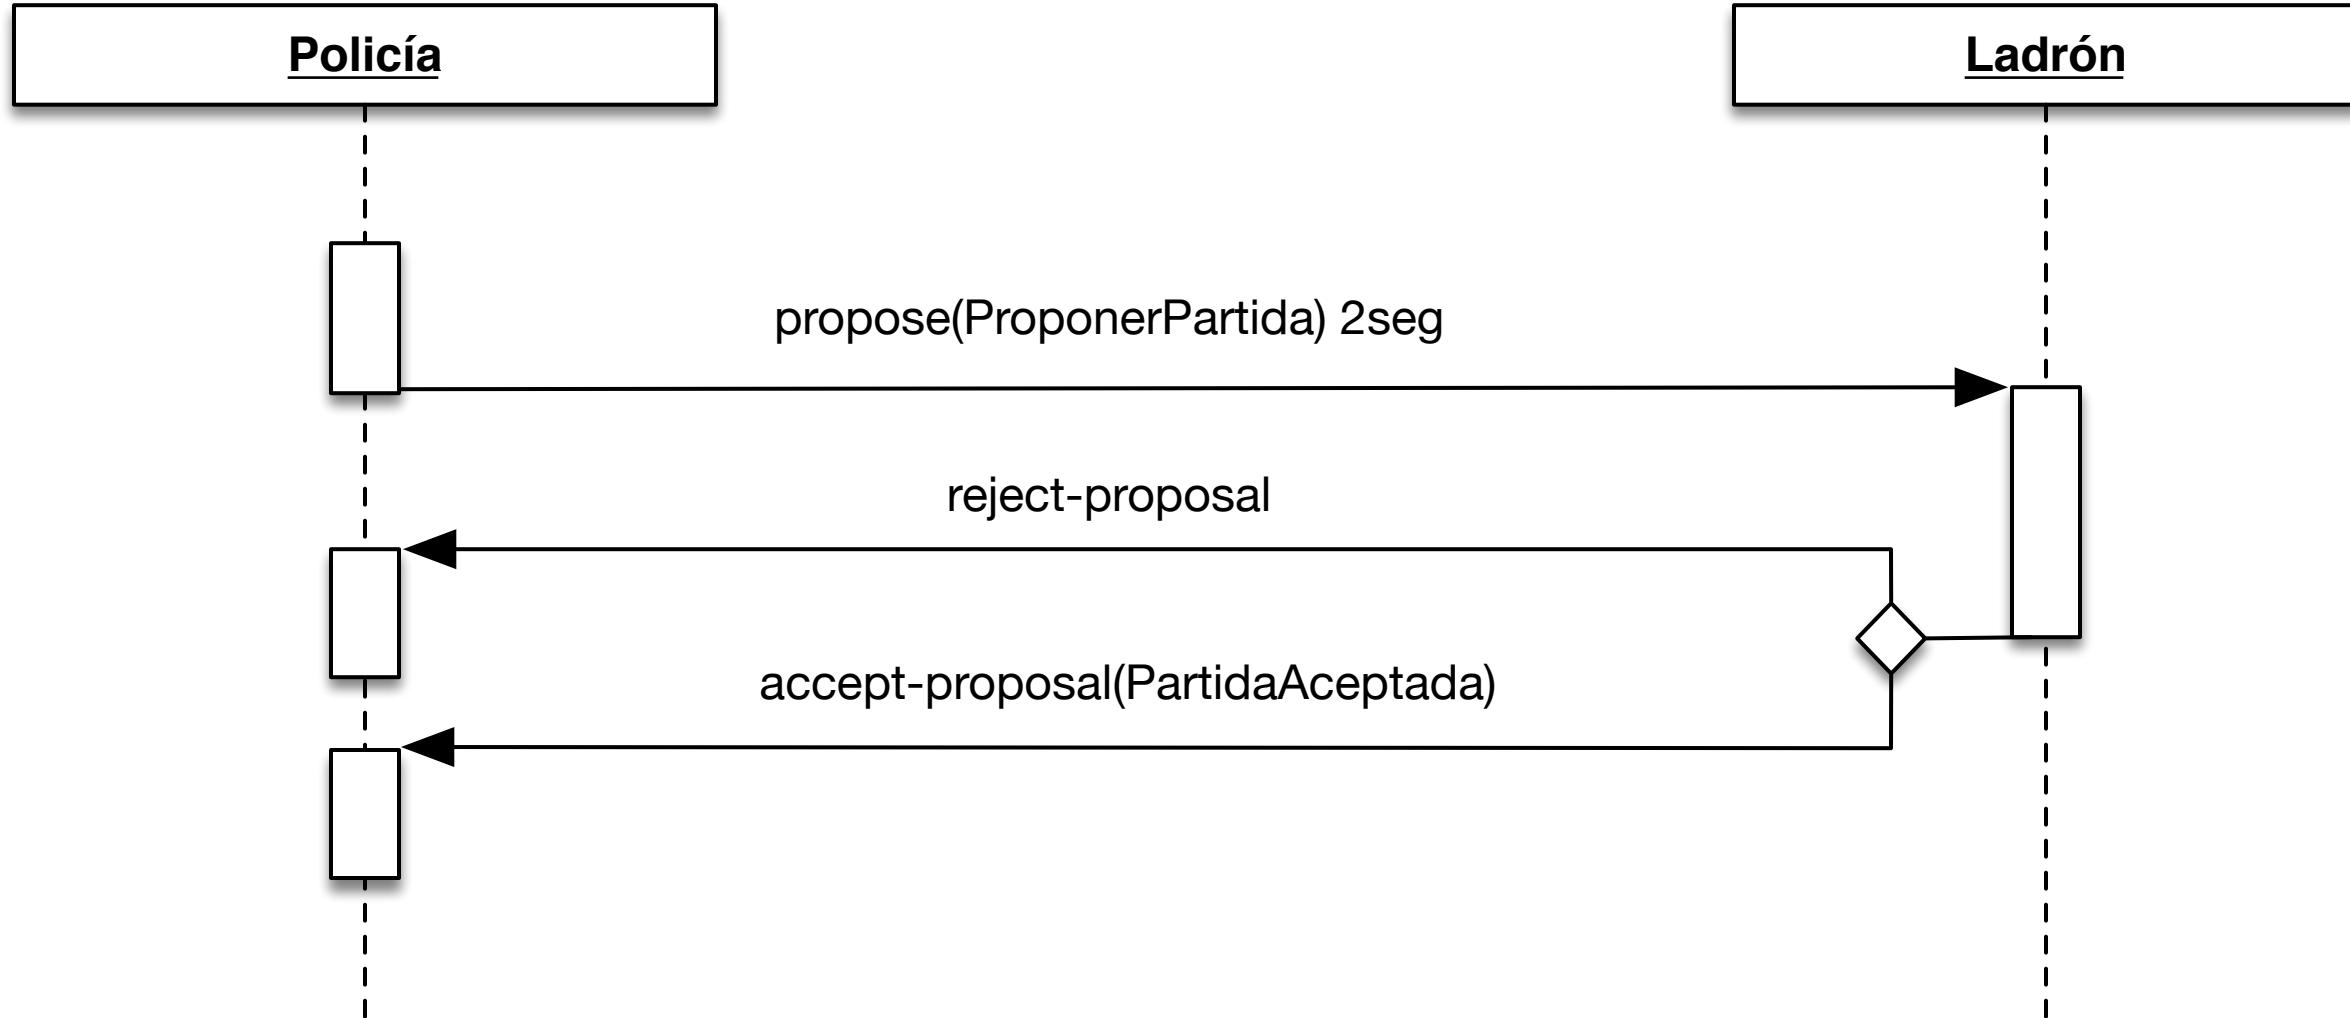 Policía
Ladrón
propose(ProponerPartida) 2seg
reject-proposal
accept-proposal(PartidaAceptada)